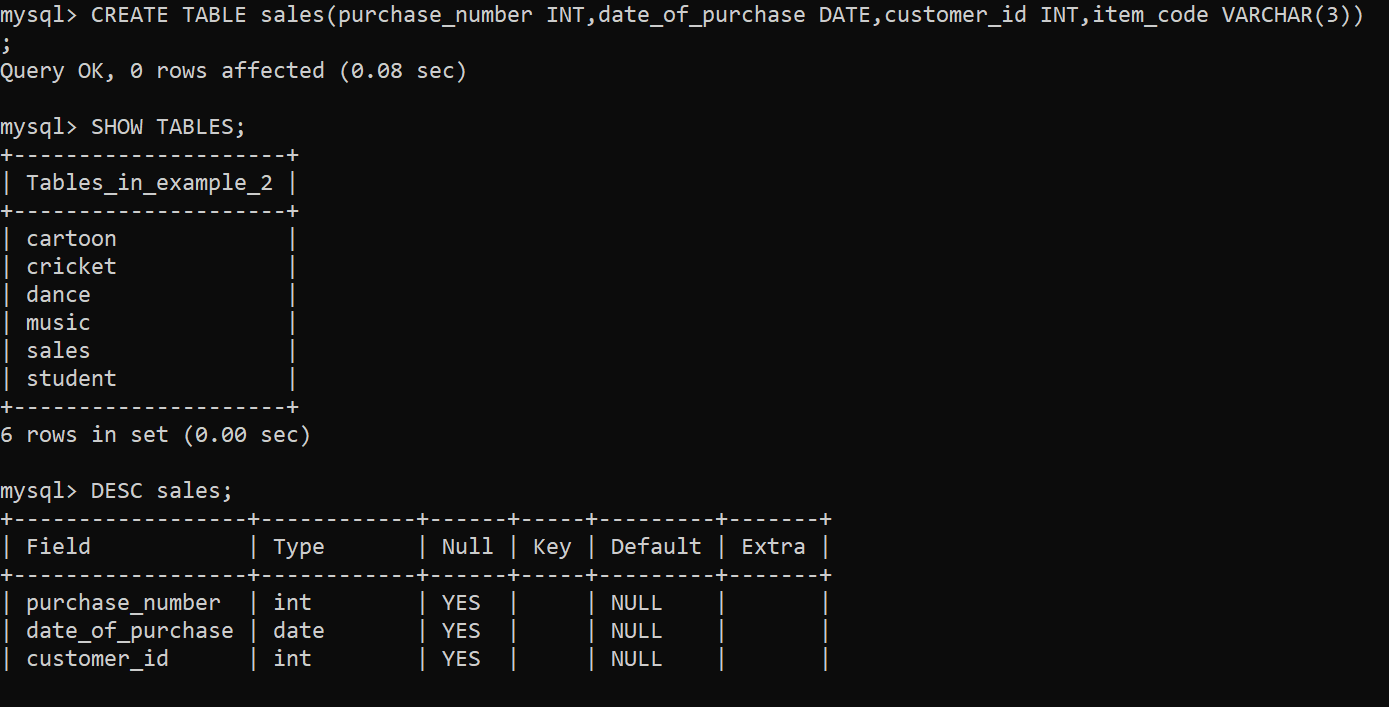 mysql> CREATE TABLE sales(purchase_number INT,date_of_purchase DATE,customer_id INT,item_code VARCHAR(3))
;
Query OK, 0 rows affected (0.08 sec)

mysql> SHOW TABLES;
+---------------------+
| Tables_in_example_2 |
+---------------------+
| cartoon             |
| cricket             |
| dance               |
| music               |
| sales               |
| student             |
+---------------------+
6 rows in set (0.00 sec)

mysql> DESC sales;
+------------------+------------+------+-----+---------+-------+
| Field            | Type       | Null | Key | Default | Extra |
+------------------+------------+------+-----+---------+-------+
| purchase_number  | int        | YES  |     | NULL    |       |
| date_of_purchase | date       | YES  |     | NULL    |       |
| customer_id      | int        | YES  |     | NULL    |       |